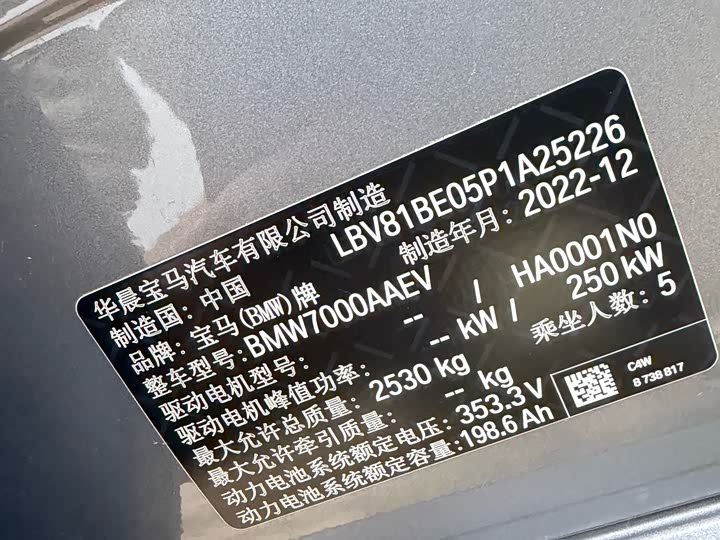 华晨宝马汽车有限公司制造
LBV81BE05P1A25226
制造国：中国
制造年月：2022-12
品牌：宝马(BMW)牌
整车型号：BMW7000AAEV
驱动电机型号： -- / HA0001N0
驱动电机峰值功率： -- kW / 250 kW
最大允许总质量：2530 kg
乘坐人数：5
最大允许牵引质量： -- kg
动力电池系统额定电压：353.3 V
动力电池系统额定容量：198.6 Ah
C4W
8 738 817